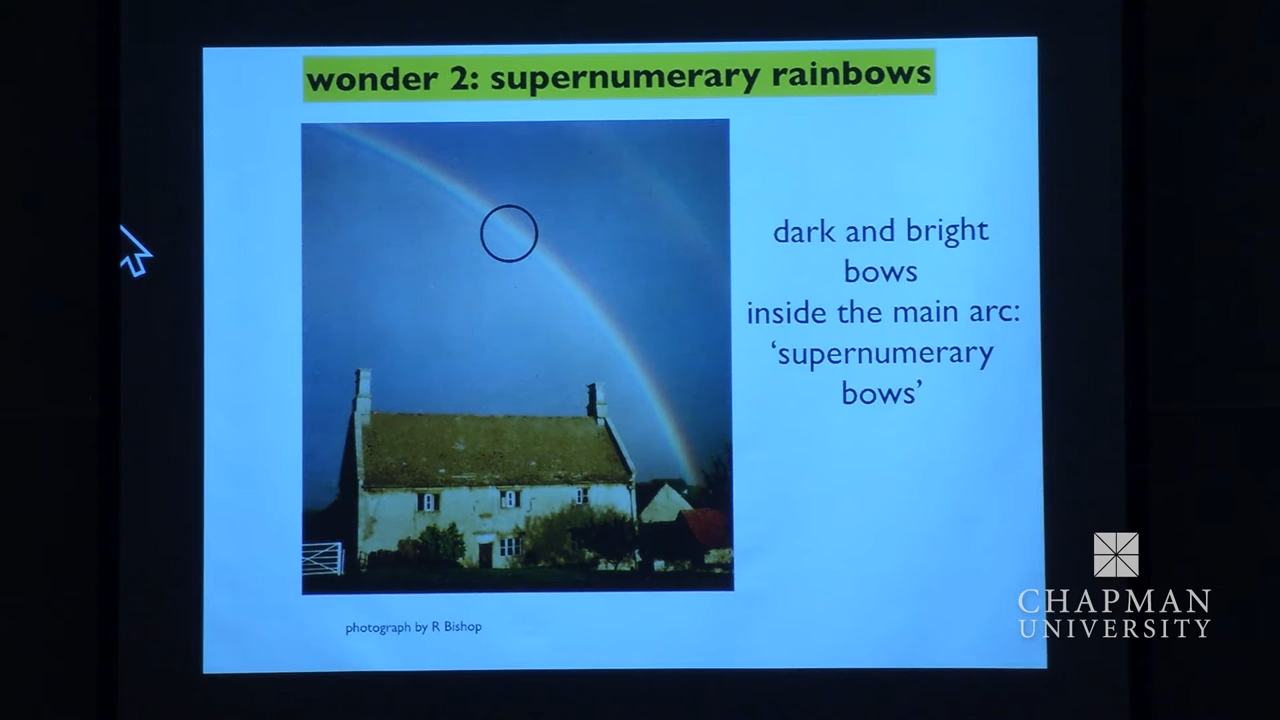 wonder 2: supernumerary rainbows
dark and bright
bows
inside the main arc:
‘supernumerary
bows’
photograph by R Bishop
CHAPMAN
UNIVERSITY